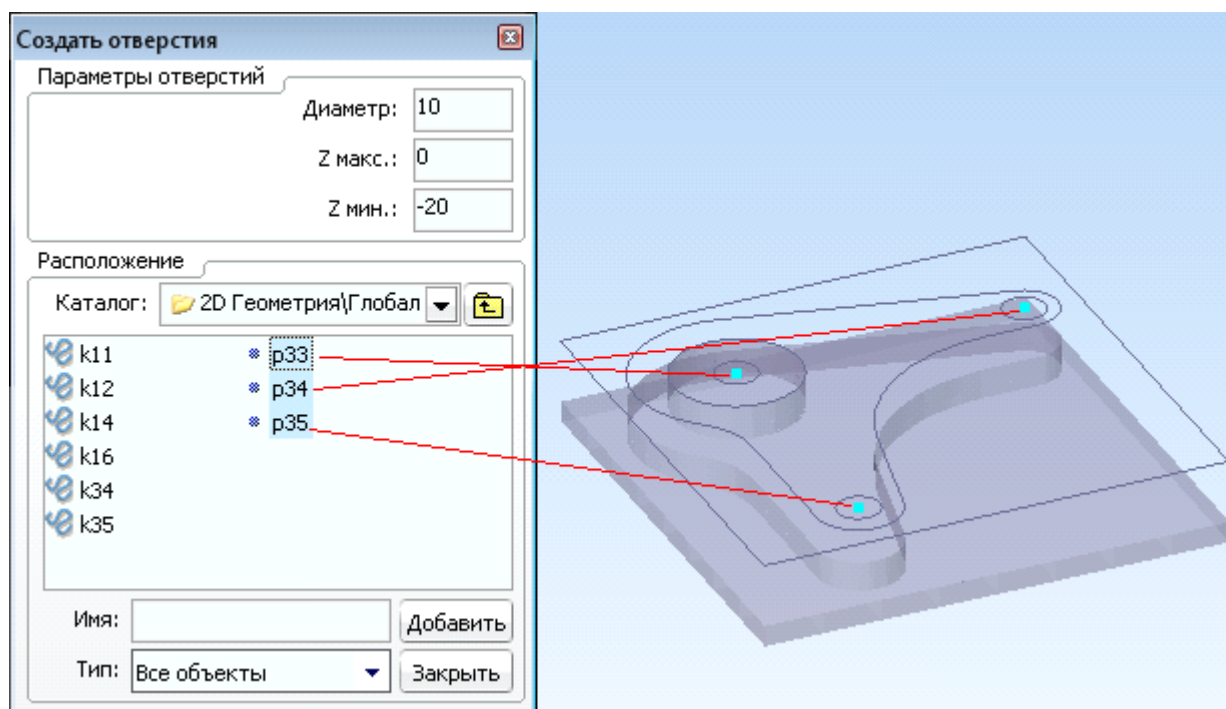 Создать отверстия
Параметры отверстий
Диаметр: 10
Z макс.: 0
Z мин.: -20
Расположение
Каталог: 2D Геометрия\Глобал
k11 p33
k12 p34
k14 p35
k16
k34
k35
Имя: Добавить
Тип: Все объекты Закрыть